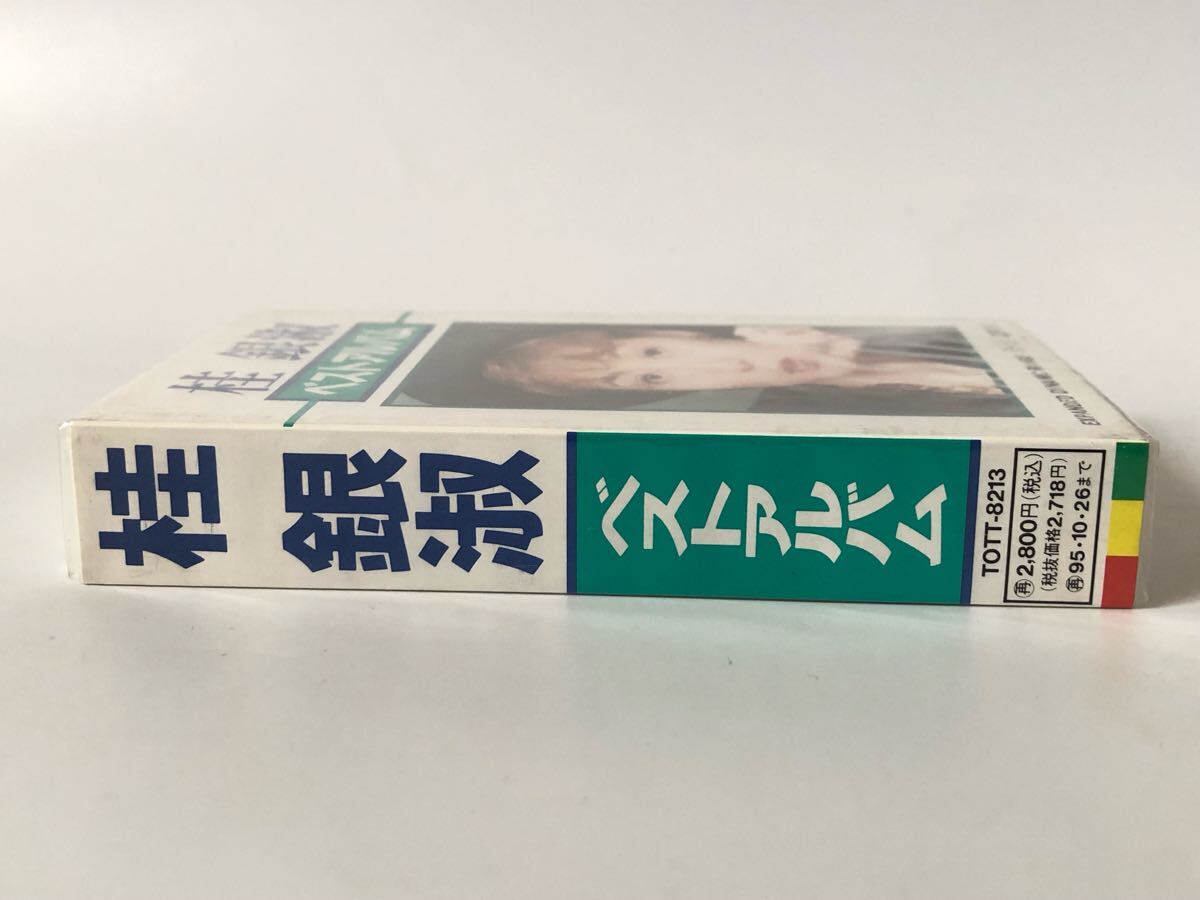 桂 銀淑
ベストアルバム
桂 銀淑
ベストアルバム
TOTT-8213
再 2,800円(税込)
(税抜価格2,718円)
再 95・10・26まで